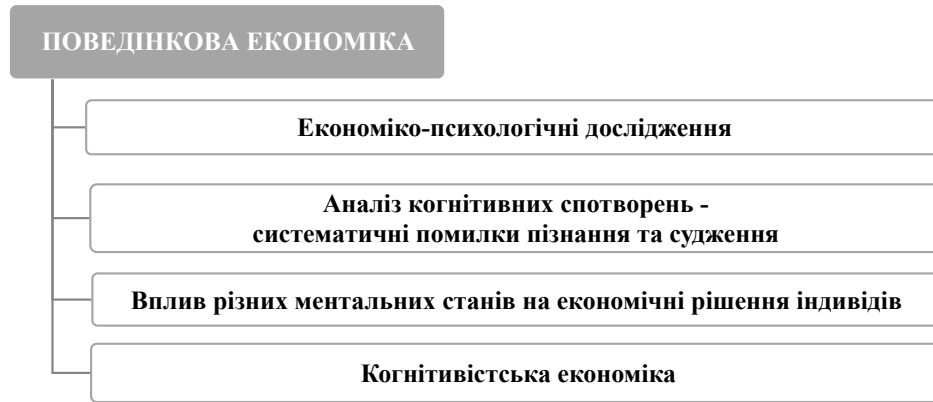 ПОВЕДІНКОВА ЕКОНОМІКА
Економіко-психологічні дослідження
Аналіз когнітивних спотворень -
систематичні помилки пізнання та судження
Вплив різних ментальних станів на економічні рішення індивідів
Когнітивістська економіка